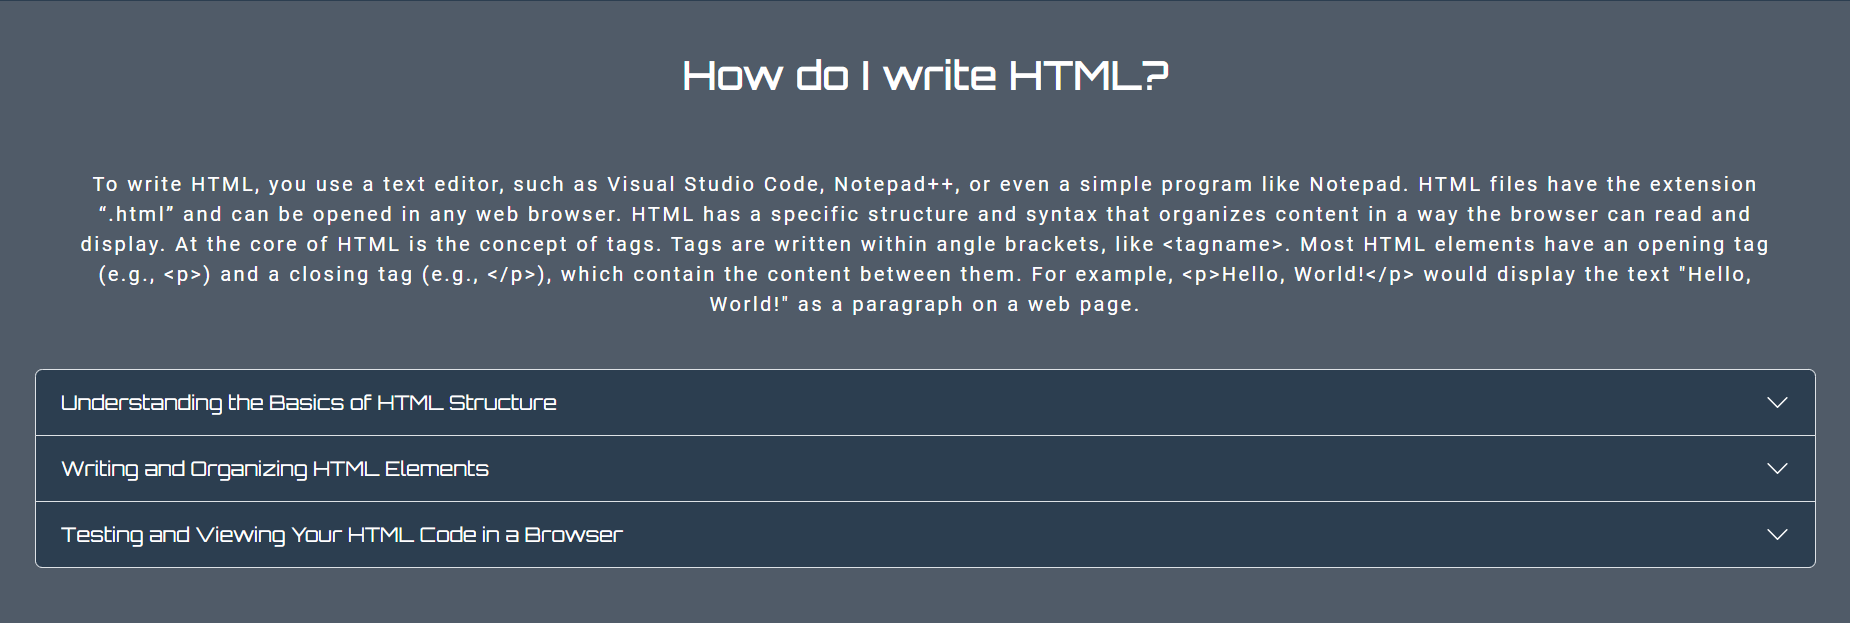 How do I write HTML?
To write HTML, you use a text editor, such as Visual Studio Code, Notepad++, or even a simple program like Notepad. HTML files have the extension
“.html” and can be opened in any web browser. HTML has a specific structure and syntax that organizes content in a way the browser can read and
display. At the core of HTML is the concept of tags. Tags are written within angle brackets, like <tagname>. Most HTML elements have an opening tag
(e.g., <p>) and a closing tag (e.g., </p>), which contain the content between them. For example, <p>Hello, World!</p> would display the text "Hello,
World!" as a paragraph on a web page.
Understanding the Basics of HTML Structure
Writing and Organizing HTML Elements
Testing and Viewing Your HTML Code in a Browser